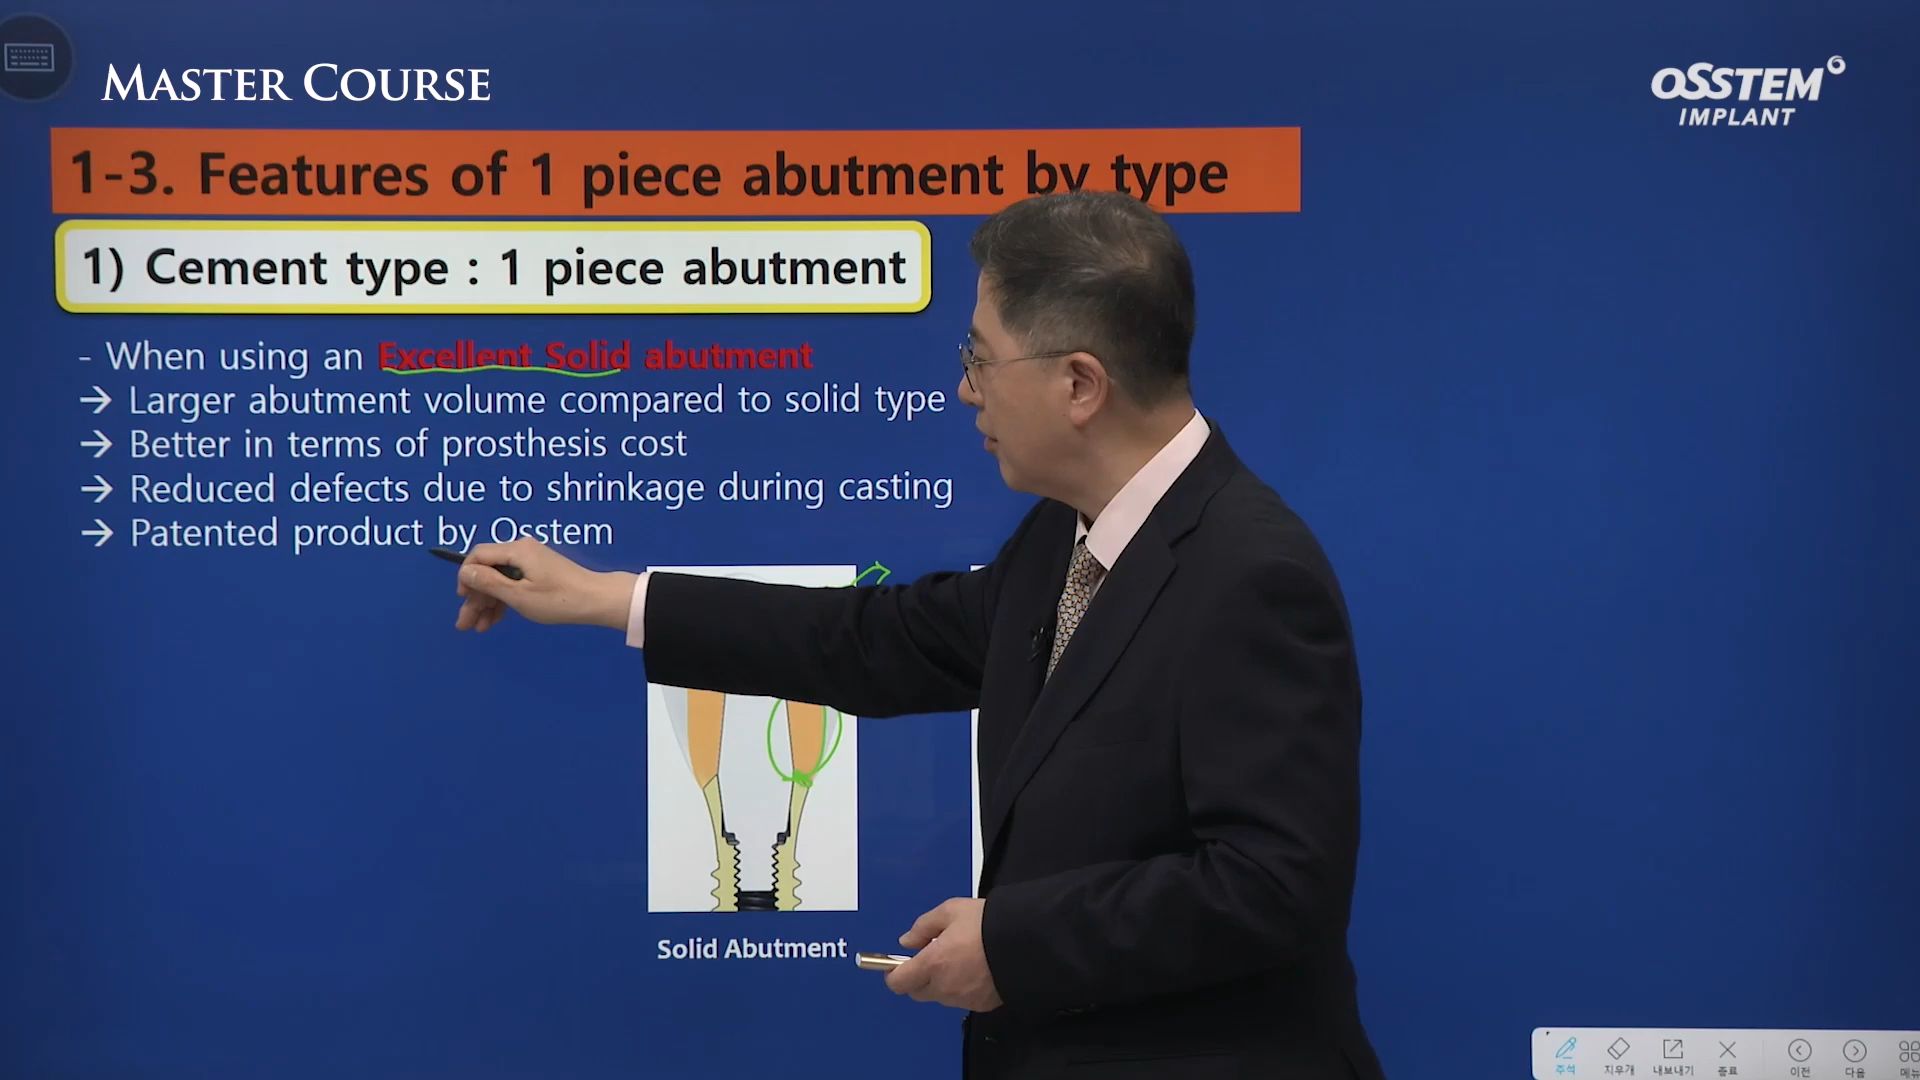 MASTER COURSE
OSSTEM
IMPLANT
1-3. Features of 1 piece abutment by type
1) Cement type : 1 piece abutment
- When using an Excellent Solid abutment
→ Larger abutment volume compared to solid type
→ Better in terms of prosthesis cost
→ Reduced defects due to shrinkage during casting
→ Patented product by Osstem
Solid Abutment
주석 지우개 내보내기 종료 이전 다음 메뉴